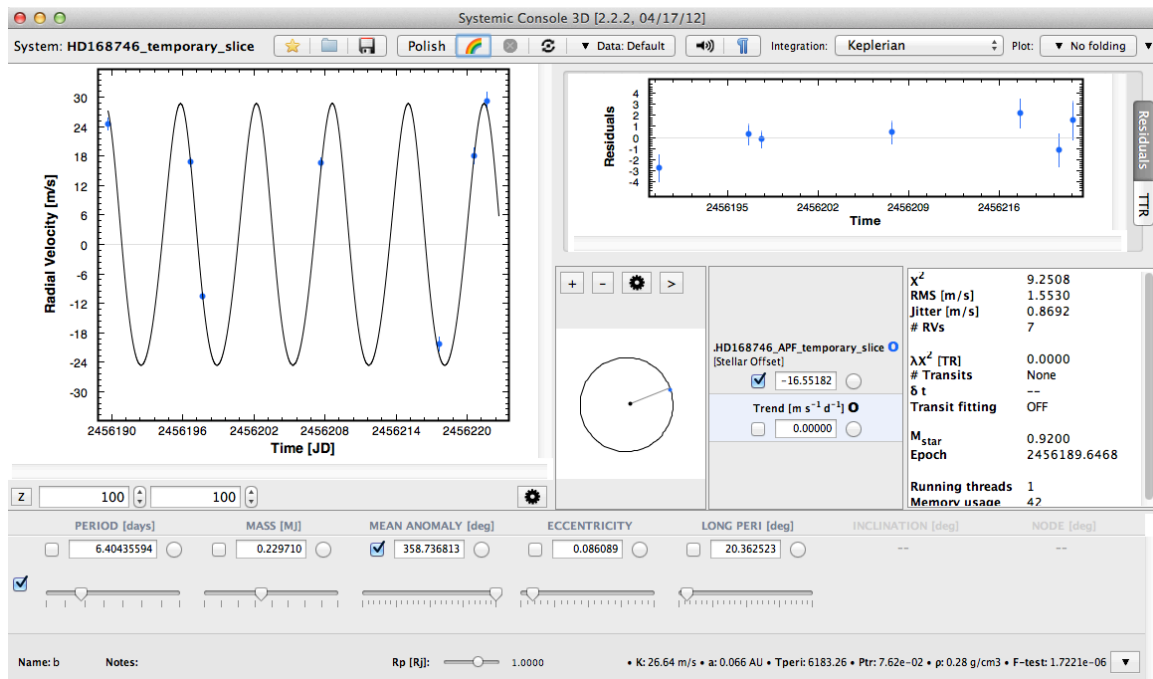 Systemic Console 3D [2.2.2, 04/17/12]
System: HD168746_temporary_slice Polish ▼ Data: Default Integration: Keplerian Plot: ▼ No folding ▼
30
24
18
12
6
0
-6
-12
-18
-24
-30
Radial Velocity [m/s]
2456190 2456196 2456202 2456208 2456214 2456220
Time [JD]
4
3
2
1
0
-1
-2
-3
-4
Residuals
2456195 2456202 2456209 2456216
Time
Residuals
TTR
+ - >
.HD168746_APF_temporary_slice O
[Stellar Offset]
-16.55182
Trend [m s⁻¹ d⁻¹] O
0.00000
χ² 9.2508
RMS [m/s] 1.5530
Jitter [m/s] 0.8692
# RVs 7
λχ² [TR] 0.0000
# Transits None
δ t --
Transit fitting OFF
Mstar 0.9200
Epoch 2456189.6468
Running threads 1
Memory usage 42
Z 100 100
PERIOD [days] MASS [MJ] MEAN ANOMALY [deg] ECCENTRICITY LONG PERI [deg] INCLINATION [deg] NODE [deg]
6.40435594 0.229710 358.736813 0.086089 20.362523 -- --
Name: b Notes: Rp [Rj]: 1.0000 • K: 26.64 m/s • a: 0.066 AU • Tperi: 6183.26 • Ptr: 7.62e-02 • ρ: 0.28 g/cm3 • F-test: 1.7221e-06 ▼